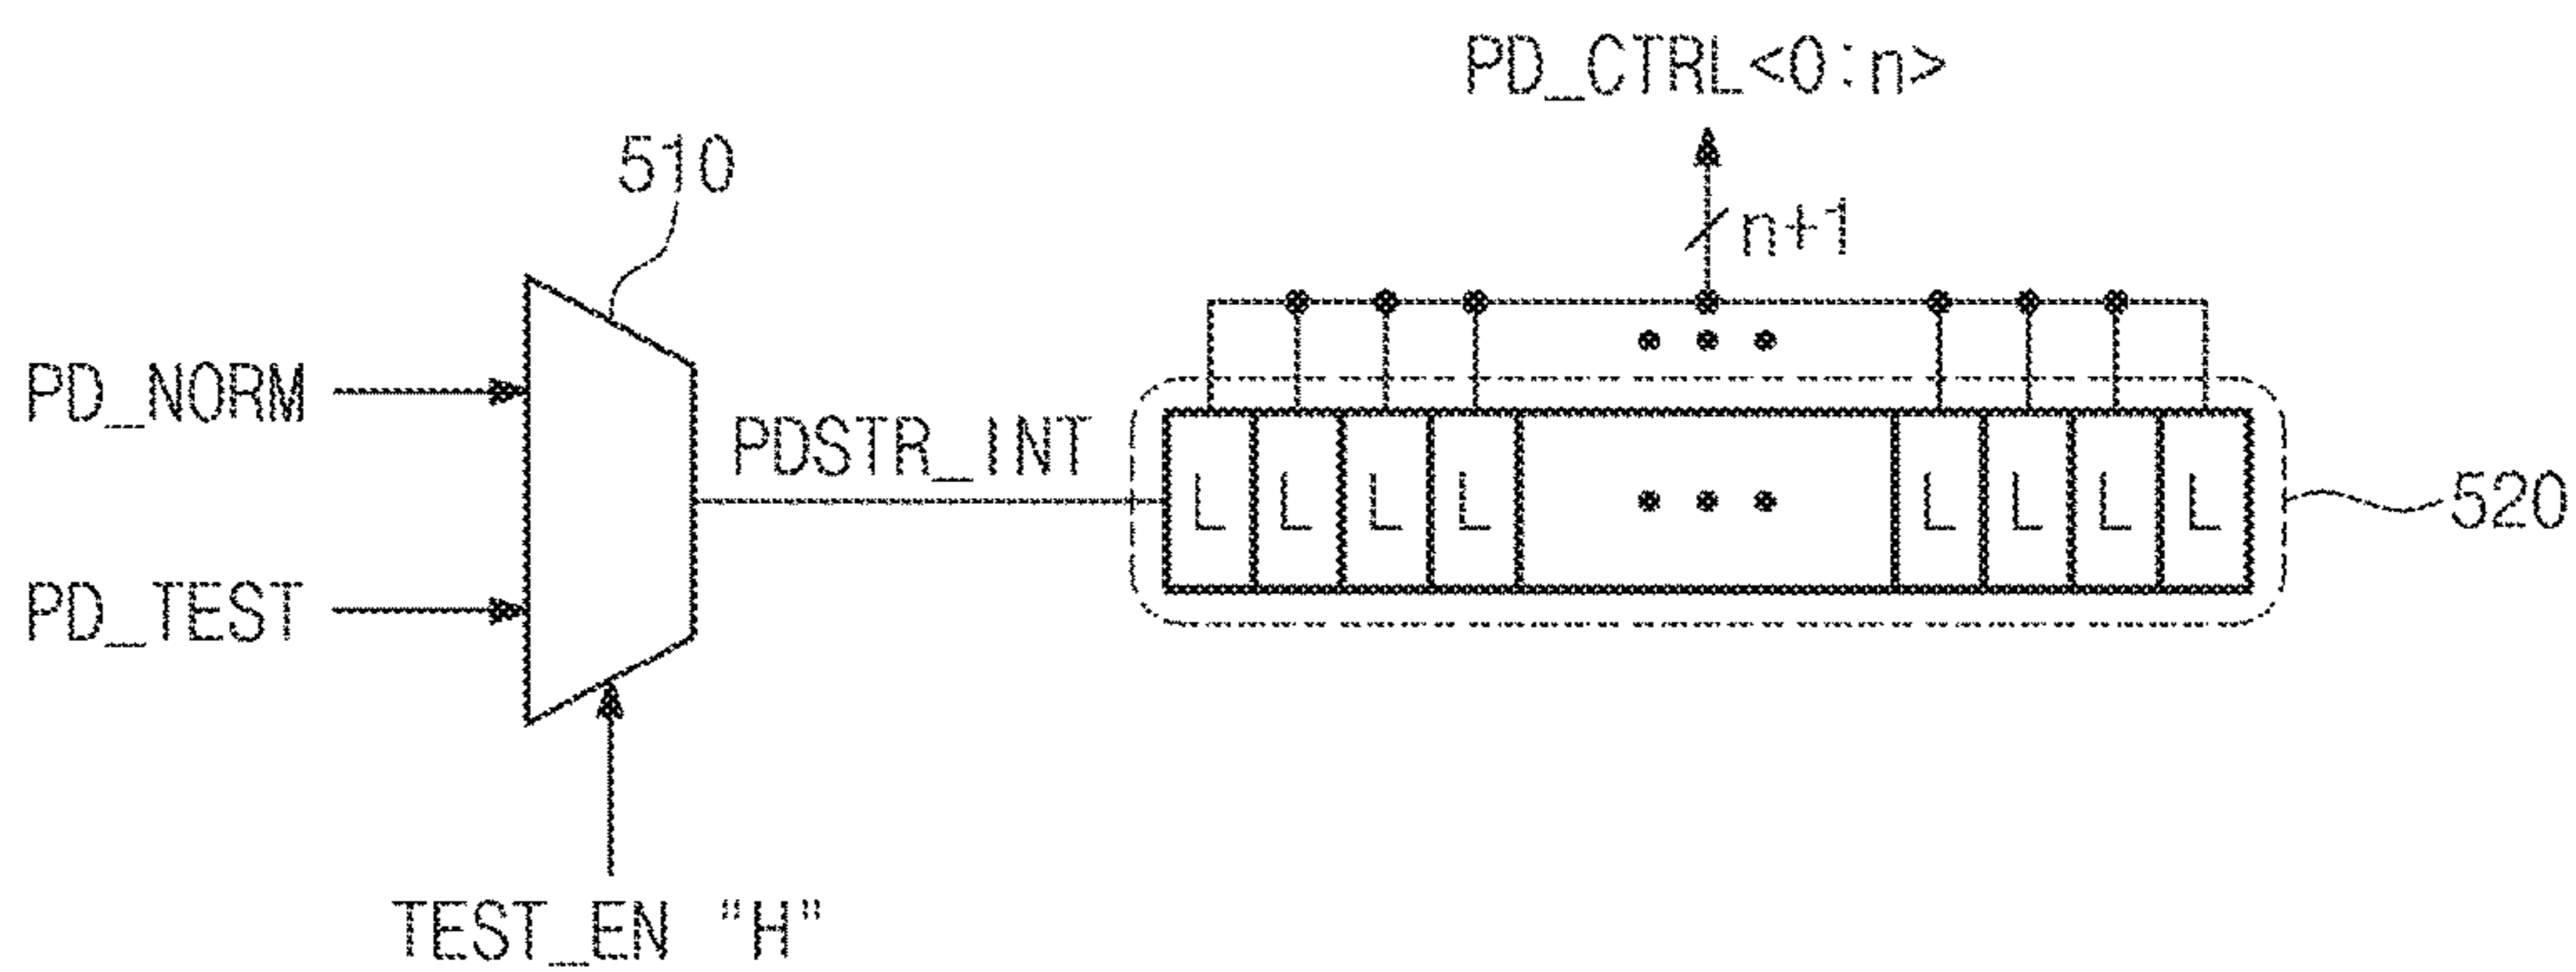 PD_CTRL<0:n>
510
n+1
PD_NORM
PDSTR_INT
L L L L L L L L
520
PD_TEST
TEST_EN "H"